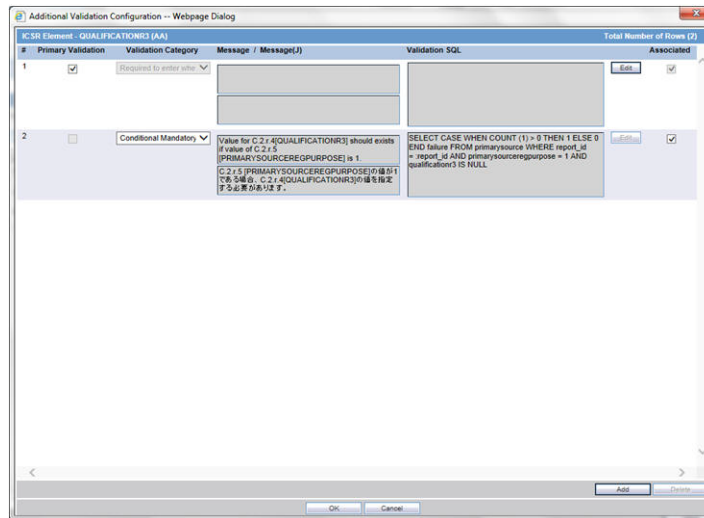 Additional Validation Configuration -- Webpage Dialog
ICSR Element - QUALIFICATIONR3 (AA) Total Number of Rows (2)
# Primary Validation Validation Category Message / Message(J) Validation SQL Associated
1 Required to enter whe Edit
2 Conditional Mandatory Edit
Value for C.2.r.4[QUALIFICATIONR3] should exists
if value of C.2.r.5
[PRIMARYSOURCEREGPURPOSE] is 1.
C.2.r.5 [PRIMARYSOURCEREGPURPOSE]の値が1
である場合、C.2.r.4[QUALIFICATIONR3]の値を指定
する必要があります。
SELECT CASE WHEN COUNT (1) > 0 THEN 1 ELSE 0
END failure FROM primarysource WHERE report_id
= :report_id AND primarysourceregpurpose = 1 AND
qualificationr3 IS NULL
Add Delete
OK Cancel